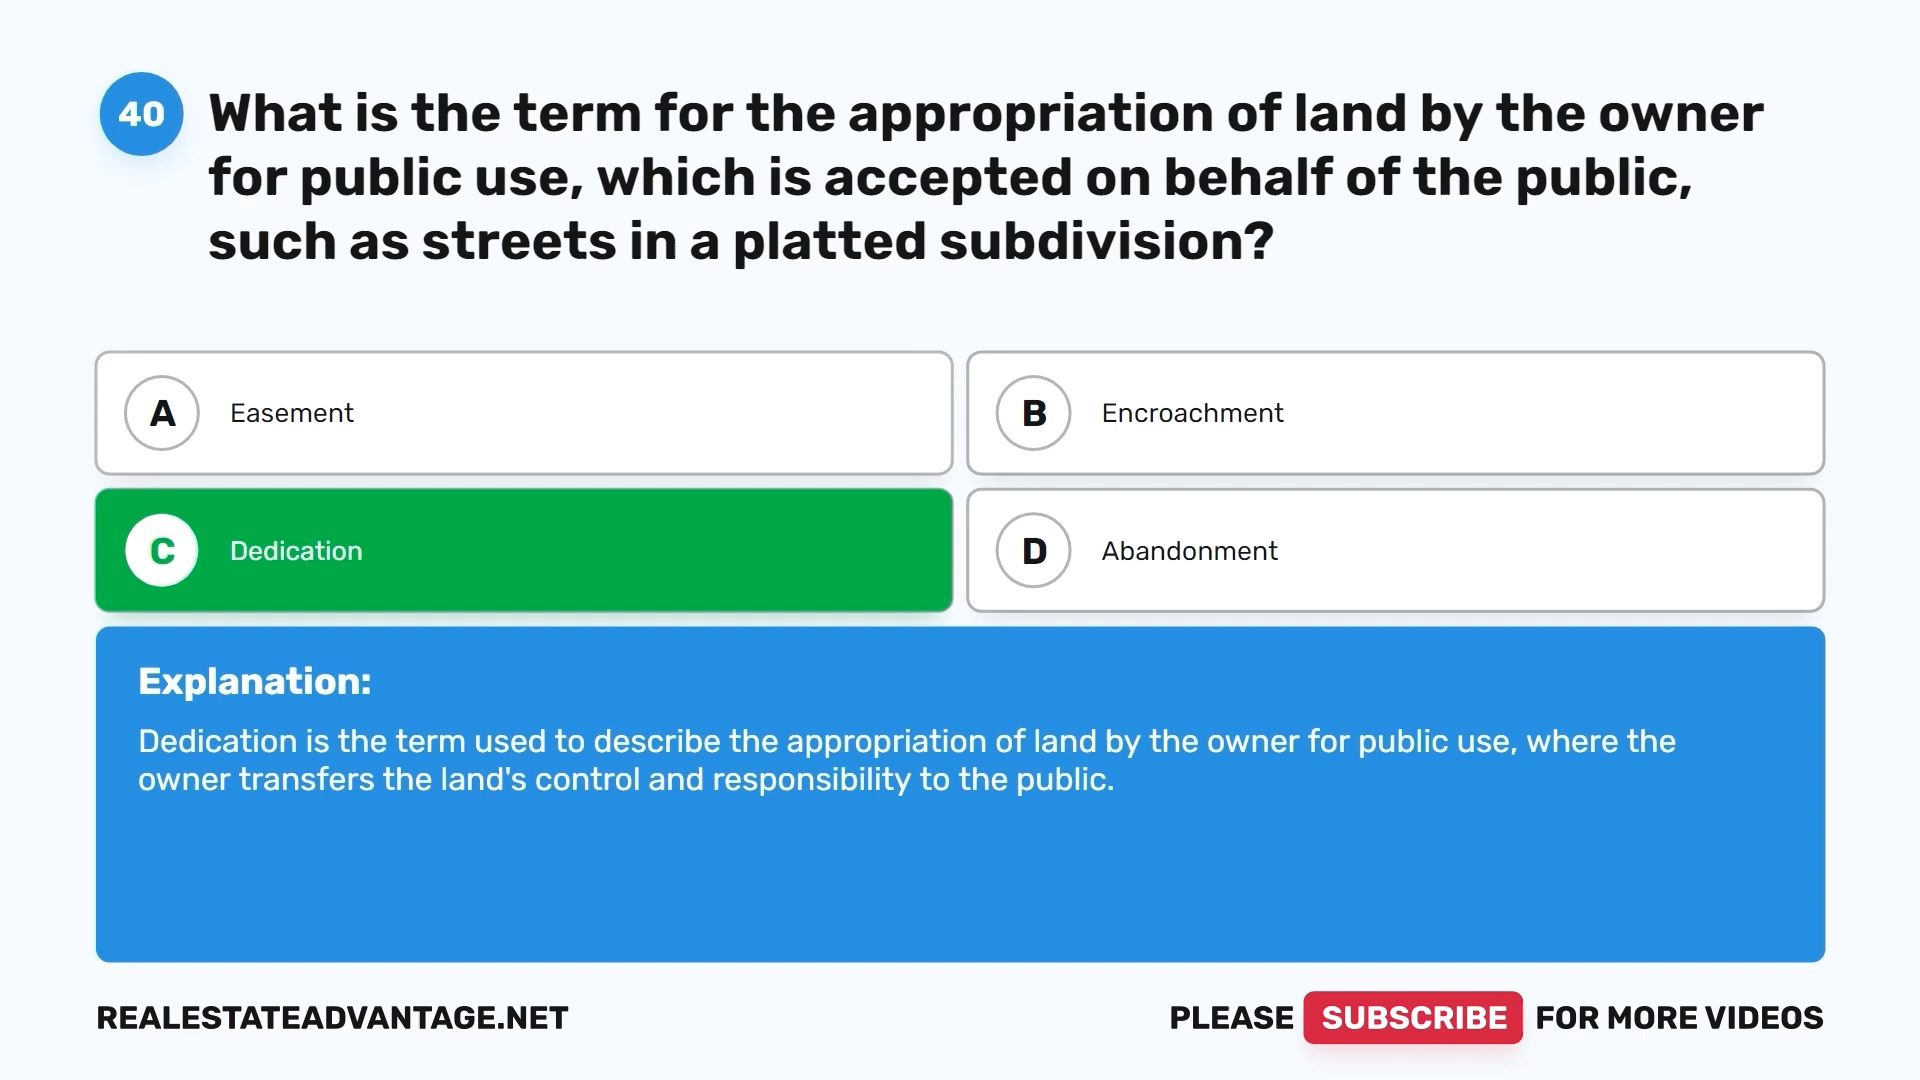 40
What is the term for the appropriation of land by the owner
for public use, which is accepted on behalf of the public,
such as streets in a platted subdivision?
A Easement
B Encroachment
C Dedication
D Abandonment
Explanation:
Dedication is the term used to describe the appropriation of land by the owner for public use, where the
owner transfers the land's control and responsibility to the public.
REALESTATEADVANTAGE.NET
PLEASE SUBSCRIBE FOR MORE VIDEOS